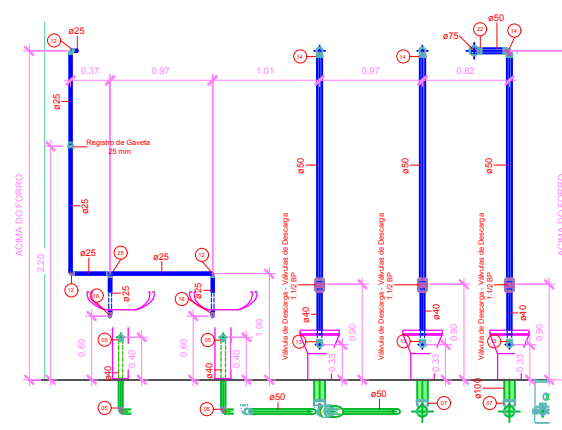 ø25
12
ø50
ø75
22
14
14
14
0.37
0.97
1.01
0.97
0.82
ø25
Registro de Gaveta
25 mm
ø50
ø50
ø50
ACIMA DO FORRO
ACIMA DO FORRO
ø25
2.20
ø25
25
ø25
12
12
ø25
ø25
18
18
Válvula de Descarga - Válvulas de Descarga
1.1/2 BP
Válvula de Descarga - Válvulas de Descarga
1.1/2 BP
Válvula de Descarga - Válvulas de Descarga
1.1/2 BP
ø40
ø40
ø40
1.00
0.90
0.90
0.90
0.60
05
0.40
0.60
05
0.40
13
0.33
0.33
0.33
ø40
ø40
ø100
05
05
ø50
ø50
07
07